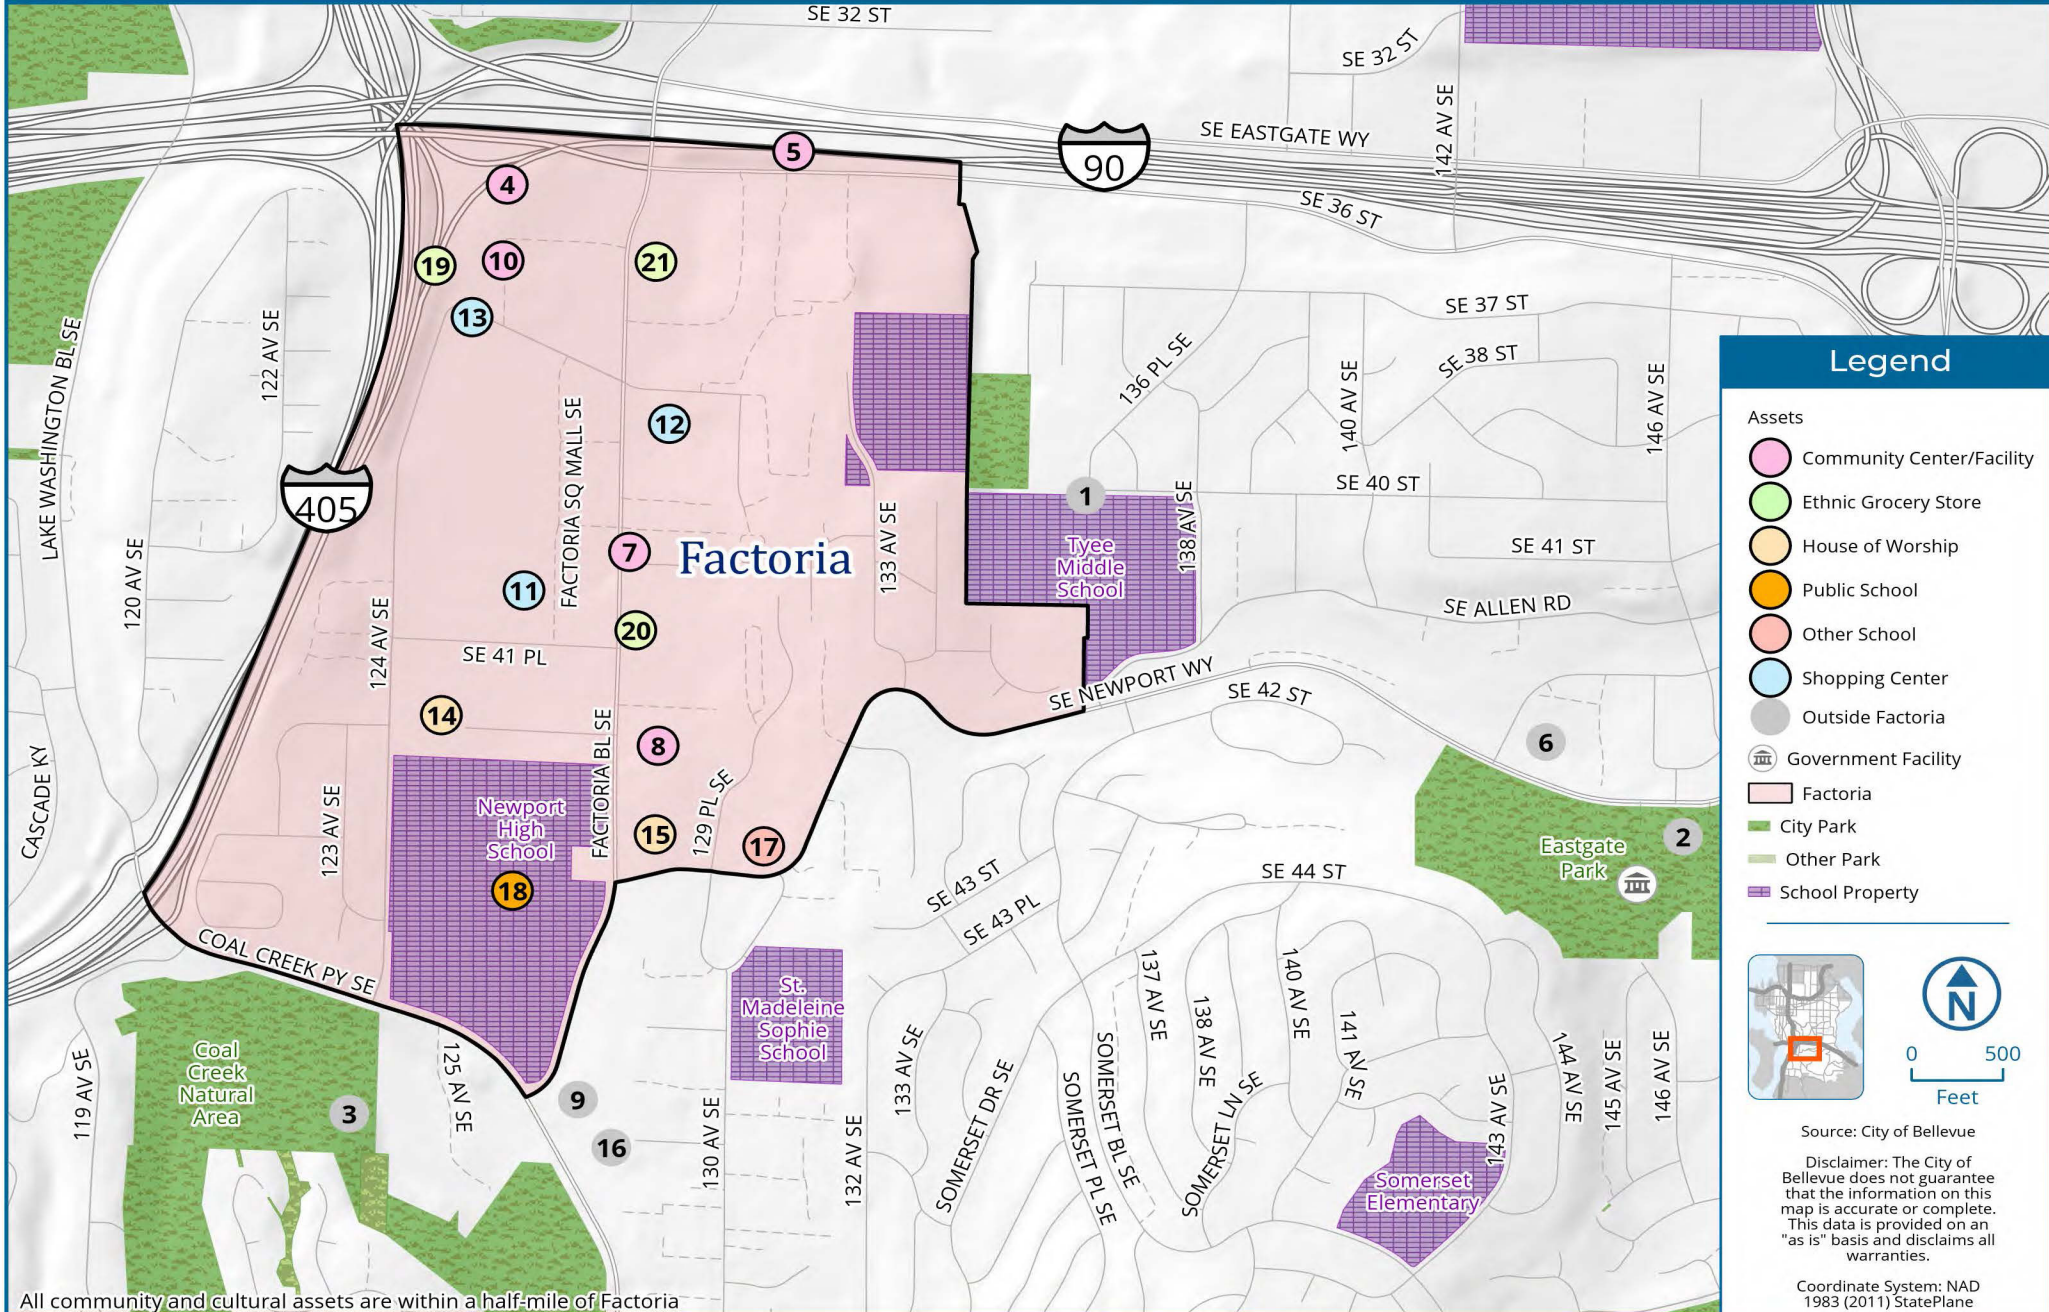 SE 32 ST
SE 32 ST
142 AV SE
SE EASTGATE WY
90
5
4
SE 36 ST
19
10
21
13
122 AV SE
LAKE WASHINGTON BL SE
SE 37 ST
136 PL SE
SE 38 ST
140 AV SE
146 AV SE
12
FACTORIA SQ MALL SE
405
1
SE 40 ST
138 AV SE
Tyee
Middle
School
SE 41 ST
133 AV SE
7
Factoria
120 AV SE
11
124 AV SE
SE ALLEN RD
20
SE 41 PL
SE NEWPORT WY
SE 42 ST
14
FACTORIA BL SE
8
6
CASCADE KY
123 AV SE
Newport
High
School
129 PL SE
15
17
18
2
Eastgate
Park
SE 43 ST
SE 43 PL
SE 44 ST
COAL CREEK PY SE
St.
Madeleine
Sophie
School
137 AV SE
138 AV SE
140 AV SE
141 AV SE
Coal
Creek
Natural
Area
3
119 AV SE
125 AV SE
9
16
130 AV SE
132 AV SE
133 AV SE
SOMERSET DR SE
SOMERSET PL SE
SOMERSET BL SE
SOMERSET LN SE
143 AV SE
144 AV SE
145 AV SE
146 AV SE
Somerset
Elementary
All community and cultural assets are within a half-mile of Factoria
Legend
Assets
Community Center/Facility
Ethnic Grocery Store
House of Worship
Public School
Other School
Shopping Center
Outside Factoria
Government Facility
Factoria
City Park
Other Park
School Property
N
0 500
Feet
Source: City of Bellevue
Disclaimer: The City of
Bellevue does not guarantee
that the information on this
map is accurate or complete.
This data is provided on an
"as is" basis and disclaims all
warranties.
Coordinate System: NAD
1983 (2011) StatePlane